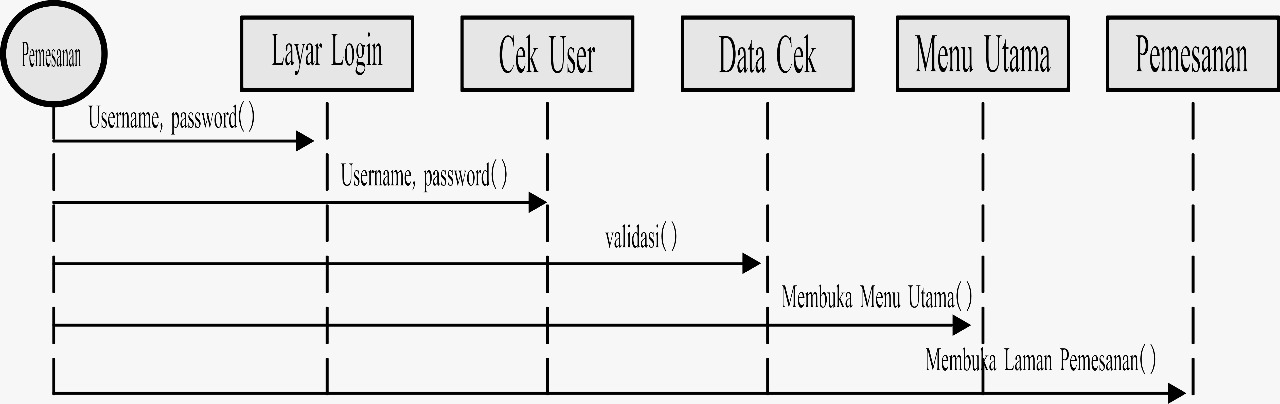 Pemesanan
Layar Login
Cek User
Data Cek
Menu Utama
Pemesanan
Username, password()
Username, password()
validasi()
Membuka Menu Utama()
Membuka Laman Pemesanan()